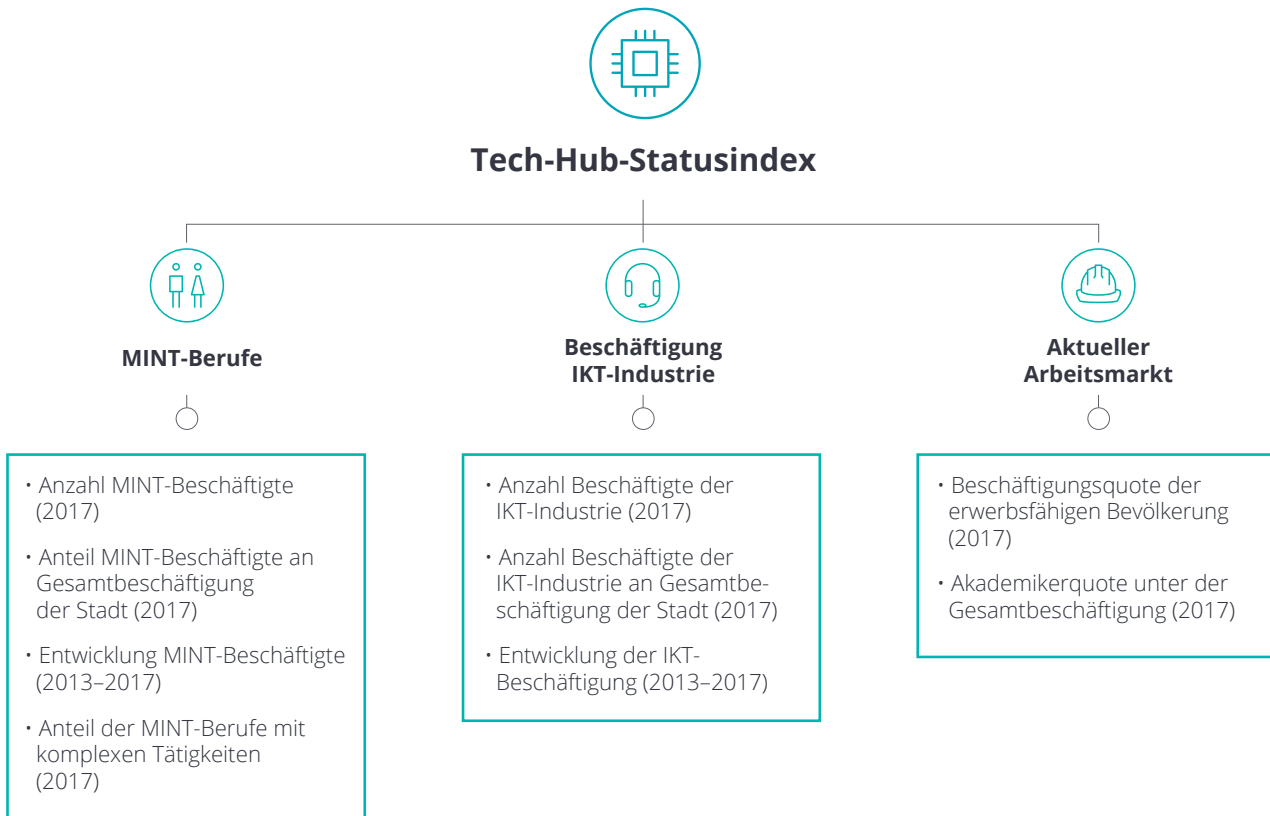 Tech-Hub-Statusindex
MINT-Berufe
• Anzahl MINT-Beschäftigte
(2017)
• Anteil MINT-Beschäftigte an
Gesamtbeschäftigung
der Stadt (2017)
• Entwicklung MINT-Beschäftigte
(2013–2017)
• Anteil der MINT-Berufe mit
komplexen Tätigkeiten
(2017)
Beschäftigung
IKT-Industrie
• Anzahl Beschäftigte der
IKT-Industrie (2017)
• Anzahl Beschäftigte der
IKT-Industrie an Gesamtbe-
schäftigung der Stadt (2017)
• Entwicklung der IKT-
Beschäftigung (2013–2017)
Aktueller
Arbeitsmarkt
• Beschäftigungsquote der
erwerbsfähigen Bevölkerung
(2017)
• Akademikerquote unter der
Gesamtbeschäftigung (2017)